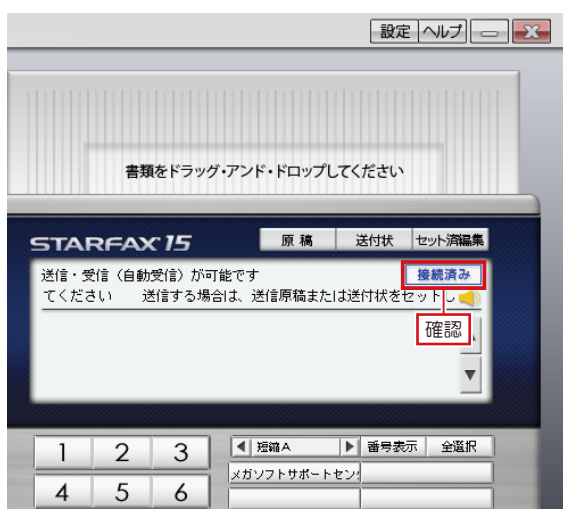 設定 ヘルプ
書類をドラッグ・アンド・ドロップしてください
STARFAX 15 原稿 送付状 セット済編集
送信・受信（自動受信）が可能です 接続済み
てください 送信する場合は、送信原稿または送付状をセットし
確認
1 2 3 短縮A 番号表示 全選択
メガソフトサポートセンタ
4 5 6